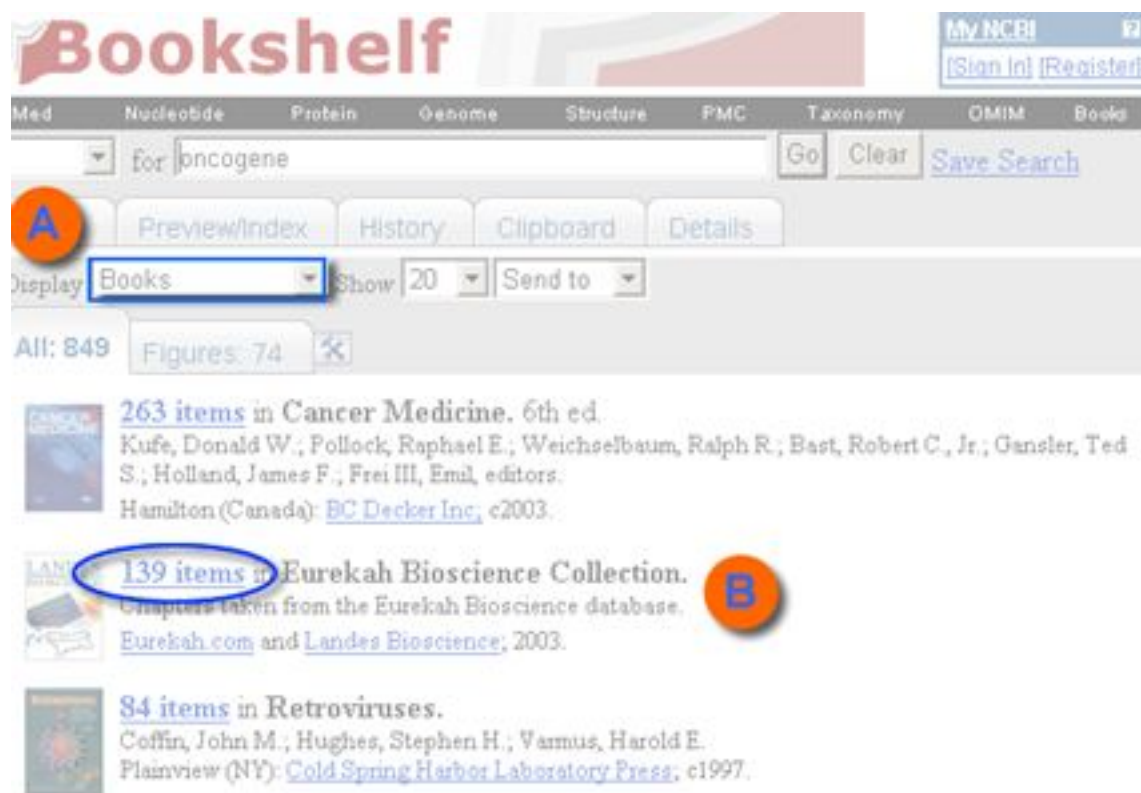 Bookshelf
My NCBI
[Sign In] [Register]
Med Nucleotide Protein Genome Structure PMC Taxonomy OMIM Books
for oncogene Go Clear Save Search
A Preview/Index History Clipboard Details
Display Books Show 20 Send to
All: 849 Figures: 74
263 items in Cancer Medicine. 6th ed.
Kufe, Donald W.; Pollock, Raphael E.; Weichselbaum, Ralph R.; Bast, Robert C., Jr.; Gansler, Ted
S.; Holland, James F.; Frei III, Emil, editors.
Hamilton (Canada): BC Decker Inc; c2003.
139 items in Eurekah Bioscience Collection. B
Chapters taken from the Eurekah Bioscience database.
Eurekah.com and Landes Bioscience; 2003.
84 items in Retroviruses.
Coffin, John M.; Hughes, Stephen H.; Varmus, Harold E.
Plainview (NY): Cold Spring Harbor Laboratory Press; c1997.